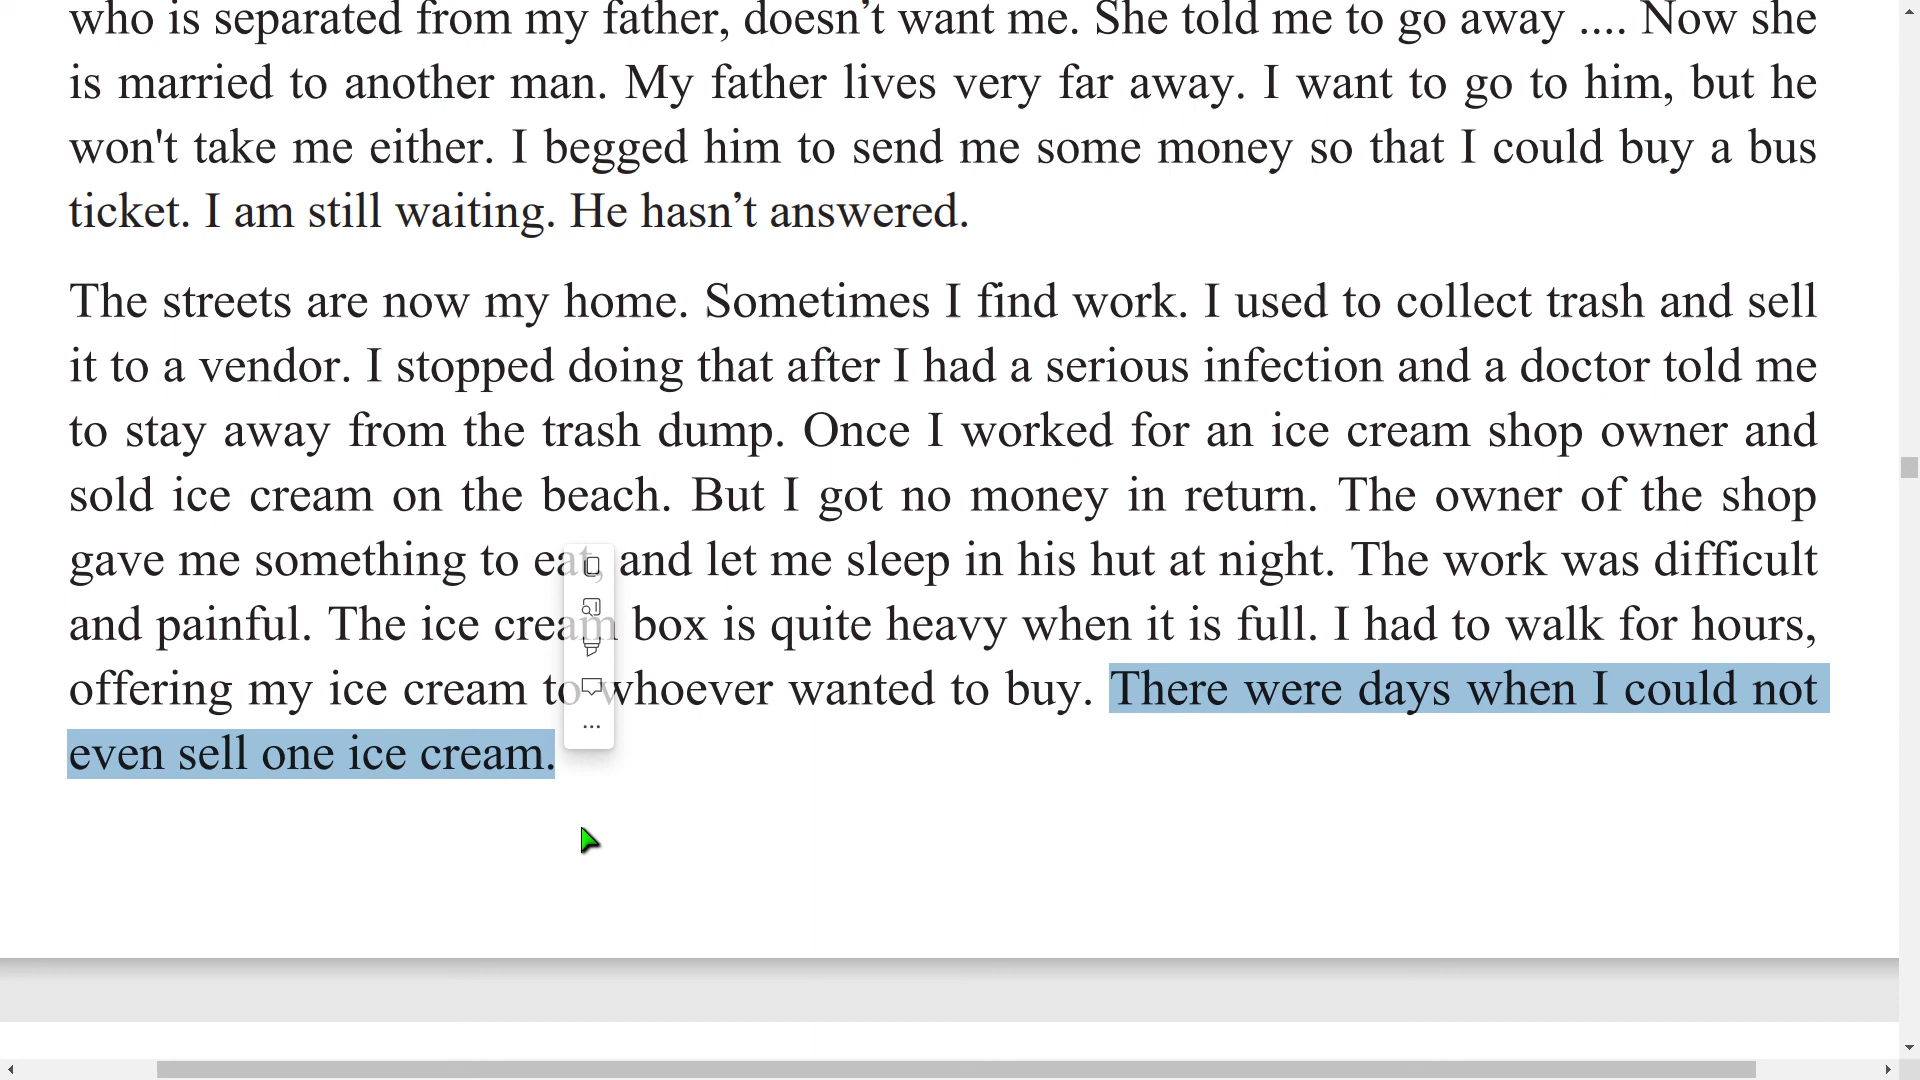 who is separated from my father, doesn’t want me. She told me to go away .... Now she
is married to another man. My father lives very far away. I want to go to him, but he
won't take me either. I begged him to send me some money so that I could buy a bus
ticket. I am still waiting. He hasn’t answered.
The streets are now my home. Sometimes I find work. I used to collect trash and sell
it to a vendor. I stopped doing that after I had a serious infection and a doctor told me
to stay away from the trash dump. Once I worked for an ice cream shop owner and
sold ice cream on the beach. But I got no money in return. The owner of the shop
gave me something to eat, and let me sleep in his hut at night. The work was difficult
and painful. The ice cream box is quite heavy when it is full. I had to walk for hours,
offering my ice cream to whoever wanted to buy. There were days when I could not
even sell one ice cream.